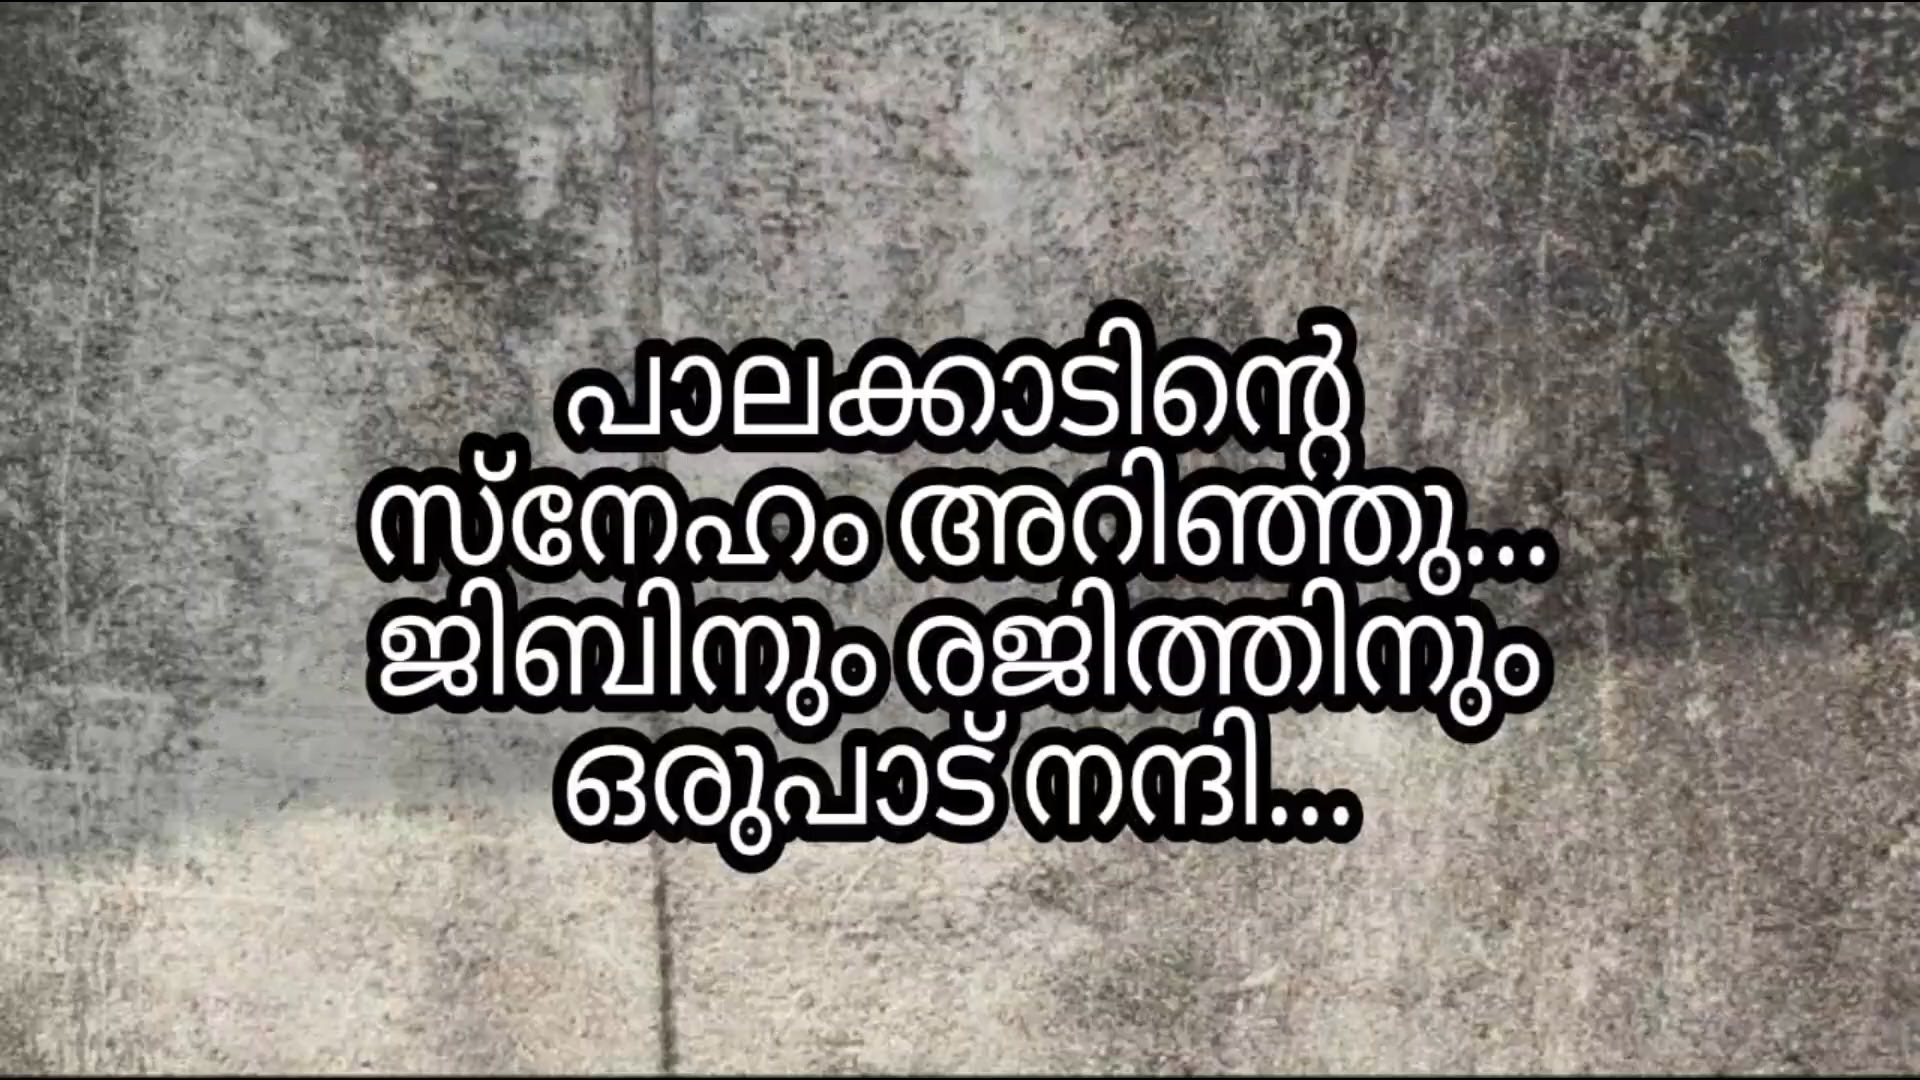 പാലക്കാടിന്റെ
സ്നേഹം അറിഞ്ഞു...
ജിബിനും രജിത്തിനും
ഒരുപാട് നന്ദി...